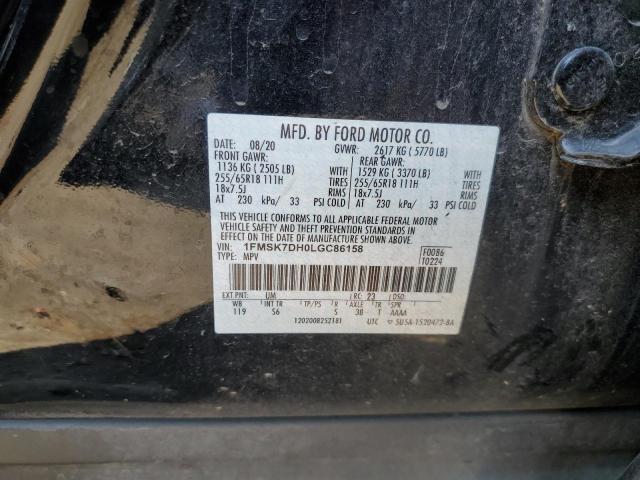 MFD. BY FORD MOTOR CO.
DATE: 08/20 GVWR: 2617 KG ( 5770 LB)
FRONT GAWR: REAR GAWR:
1136 KG ( 2505 LB) WITH 1529 KG ( 3370 LB) WITH
255/65R18 111H TIRES 255/65R18 111H TIRES
18x7.5J RIMS 18x7.5J RIMS
AT 230 kPa/ 33 PSI COLD AT 230 kPa/ 33 PSI COLD
THIS VEHICLE CONFORMS TO ALL APPLICABLE FEDERAL MOTOR
VEHICLE SAFETY AND THEFT PREVENTION STANDARDS IN
EFFECT ON THE DATE OF MANUFACTURE SHOWN ABOVE.
VIN: 1FMSK7DH0LGC86158 F0086
TYPE: MPV T0224
EXT PNT: UM RC: 23 DSO:
WB INT TR TP/PS R AXLE TR SPR
119 S6 S 38 T AAAA
1202008252181 UTC 5U5A-1520472-BA